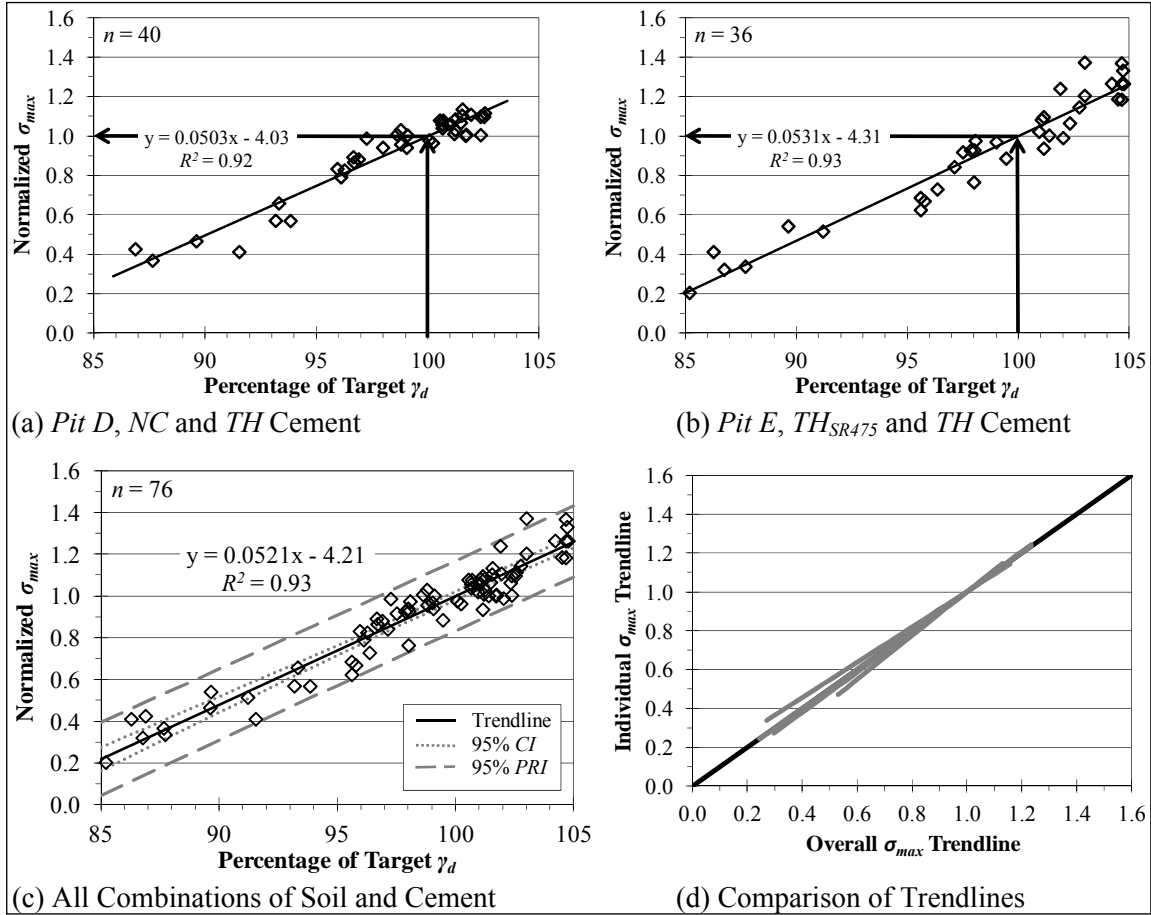 n = 40
Normalized σmax
1.6
1.4
1.2
1.0
0.8
0.6
0.4
0.2
0.0
y = 0.0503x - 4.03
R² = 0.92
85 90 95 100 105
Percentage of Target γd
(a) Pit D, NC and TH Cement
n = 36
Normalized σmax
1.6
1.4
1.2
1.0
0.8
0.6
0.4
0.2
0.0
y = 0.0531x - 4.31
R² = 0.93
85 90 95 100 105
Percentage of Target γd
(b) Pit E, THSR475 and TH Cement
n = 76
Normalized σmax
1.6
1.4
1.2
1.0
0.8
0.6
0.4
0.2
0.0
y = 0.0521x - 4.21
R² = 0.93
Trendline
95% CI
95% PRI
85 90 95 100 105
Percentage of Target γd
(c) All Combinations of Soil and Cement
Individual σmax Trendline
1.6
1.4
1.2
1.0
0.8
0.6
0.4
0.2
0.0
0.0 0.2 0.4 0.6 0.8 1.0 1.2 1.4 1.6
Overall σmax Trendline
(d) Comparison of Trendlines